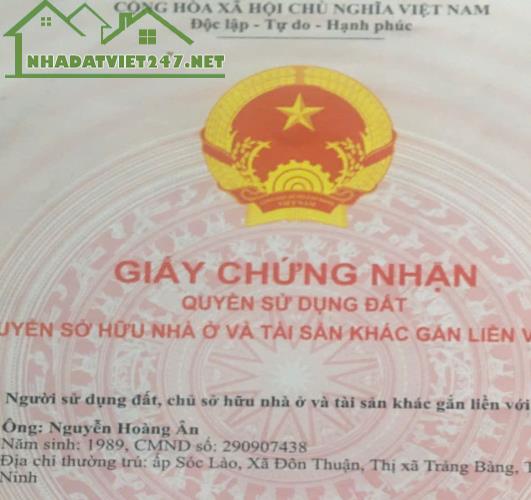 CỘNG HÒA XÃ HỘI CHỦ NGHĨA VIỆT NAM
Độc lập - Tự do - Hạnh phúc
NHADATVIET247.NET
VIỆT NAM
GIẤY CHỨNG NHẬN
QUYỀN SỬ DỤNG ĐẤT
UYỀN SỞ HỮU NHÀ Ở VÀ TÀI SẢN KHÁC GẮN LIỀN V
Người sử dụng đất, chủ sở hữu nhà ở và tài sản khác gắn liền với
Ông: Nguyễn Hoàng Ân
Năm sinh: 1989, CMND số: 290907438
Địa chỉ thường trú: ấp Sóc Lào, Xã Đôn Thuận, Thị xã Trảng Bàng, T
Ninh